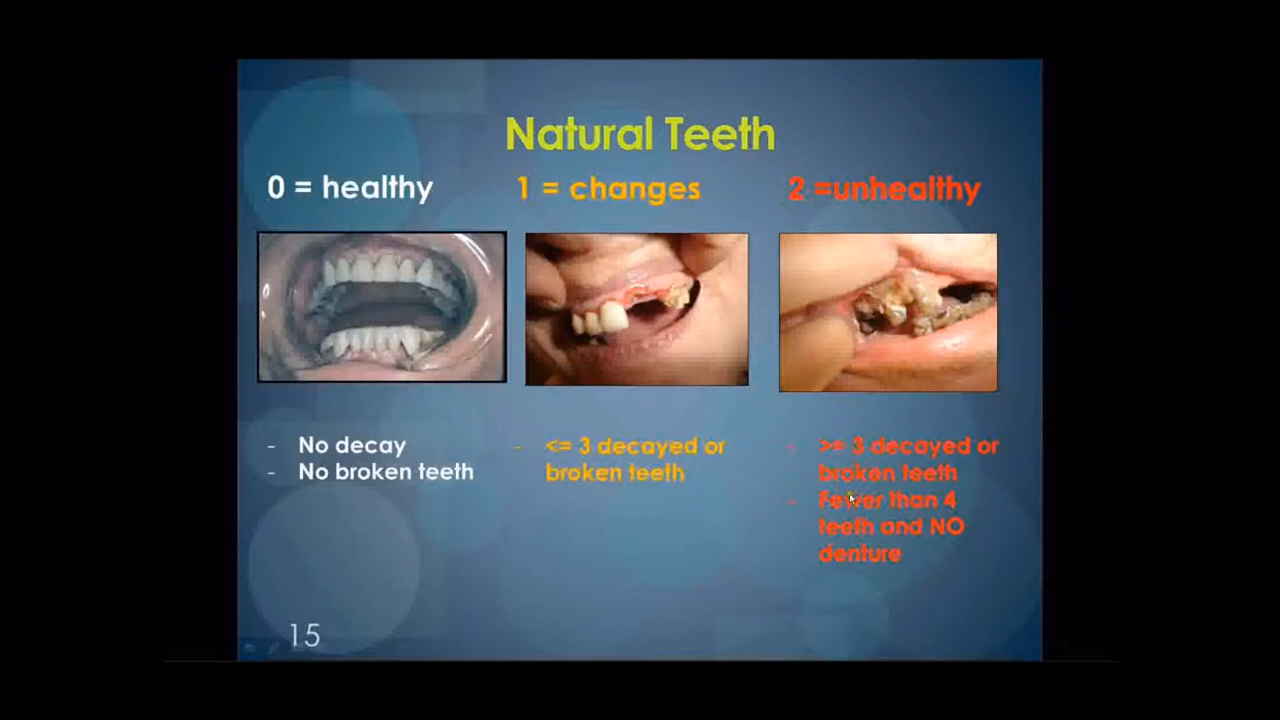 Natural Teeth
0 = healthy
1 = changes
2 =unhealthy
- No decay
- No broken teeth
- <= 3 decayed or
broken teeth
- >= 3 decayed or
broken teeth
- Fewer than 4
teeth and NO
denture
15